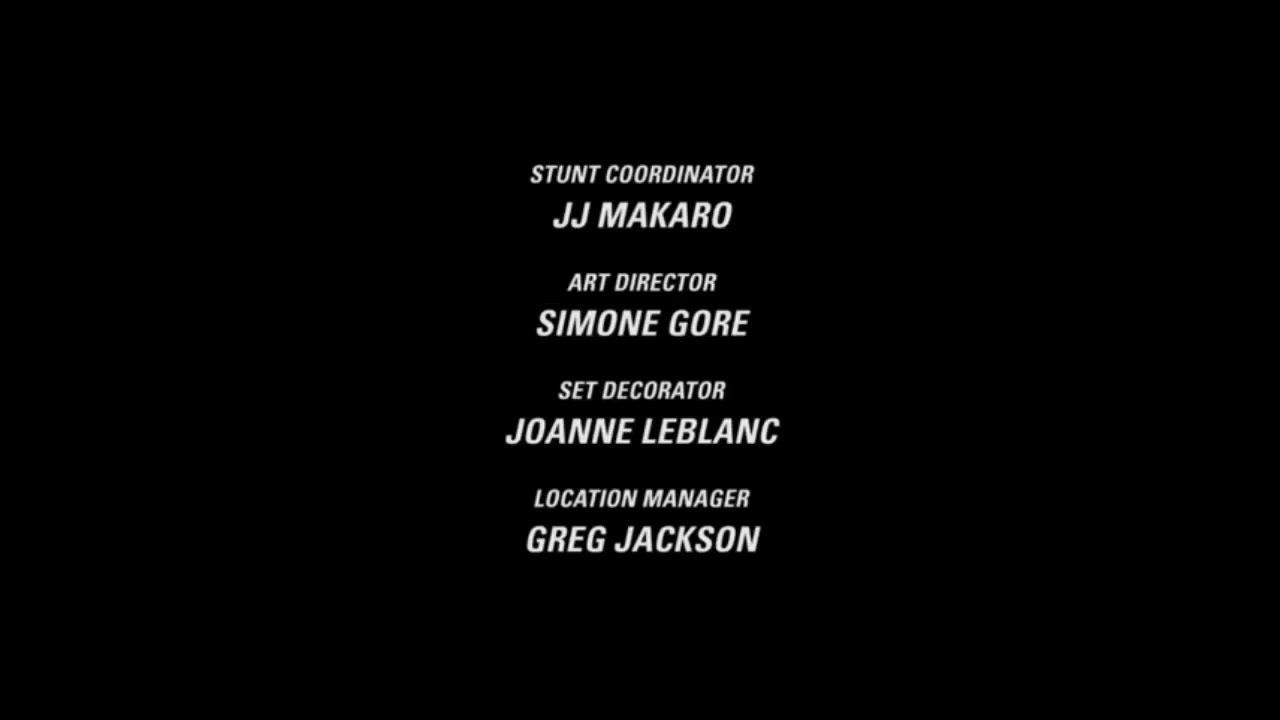 STUNT COORDINATOR
JJ MAKARO
ART DIRECTOR
SIMONE GORE
SET DECORATOR
JOANNE LEBLANC
LOCATION MANAGER
GREG JACKSON